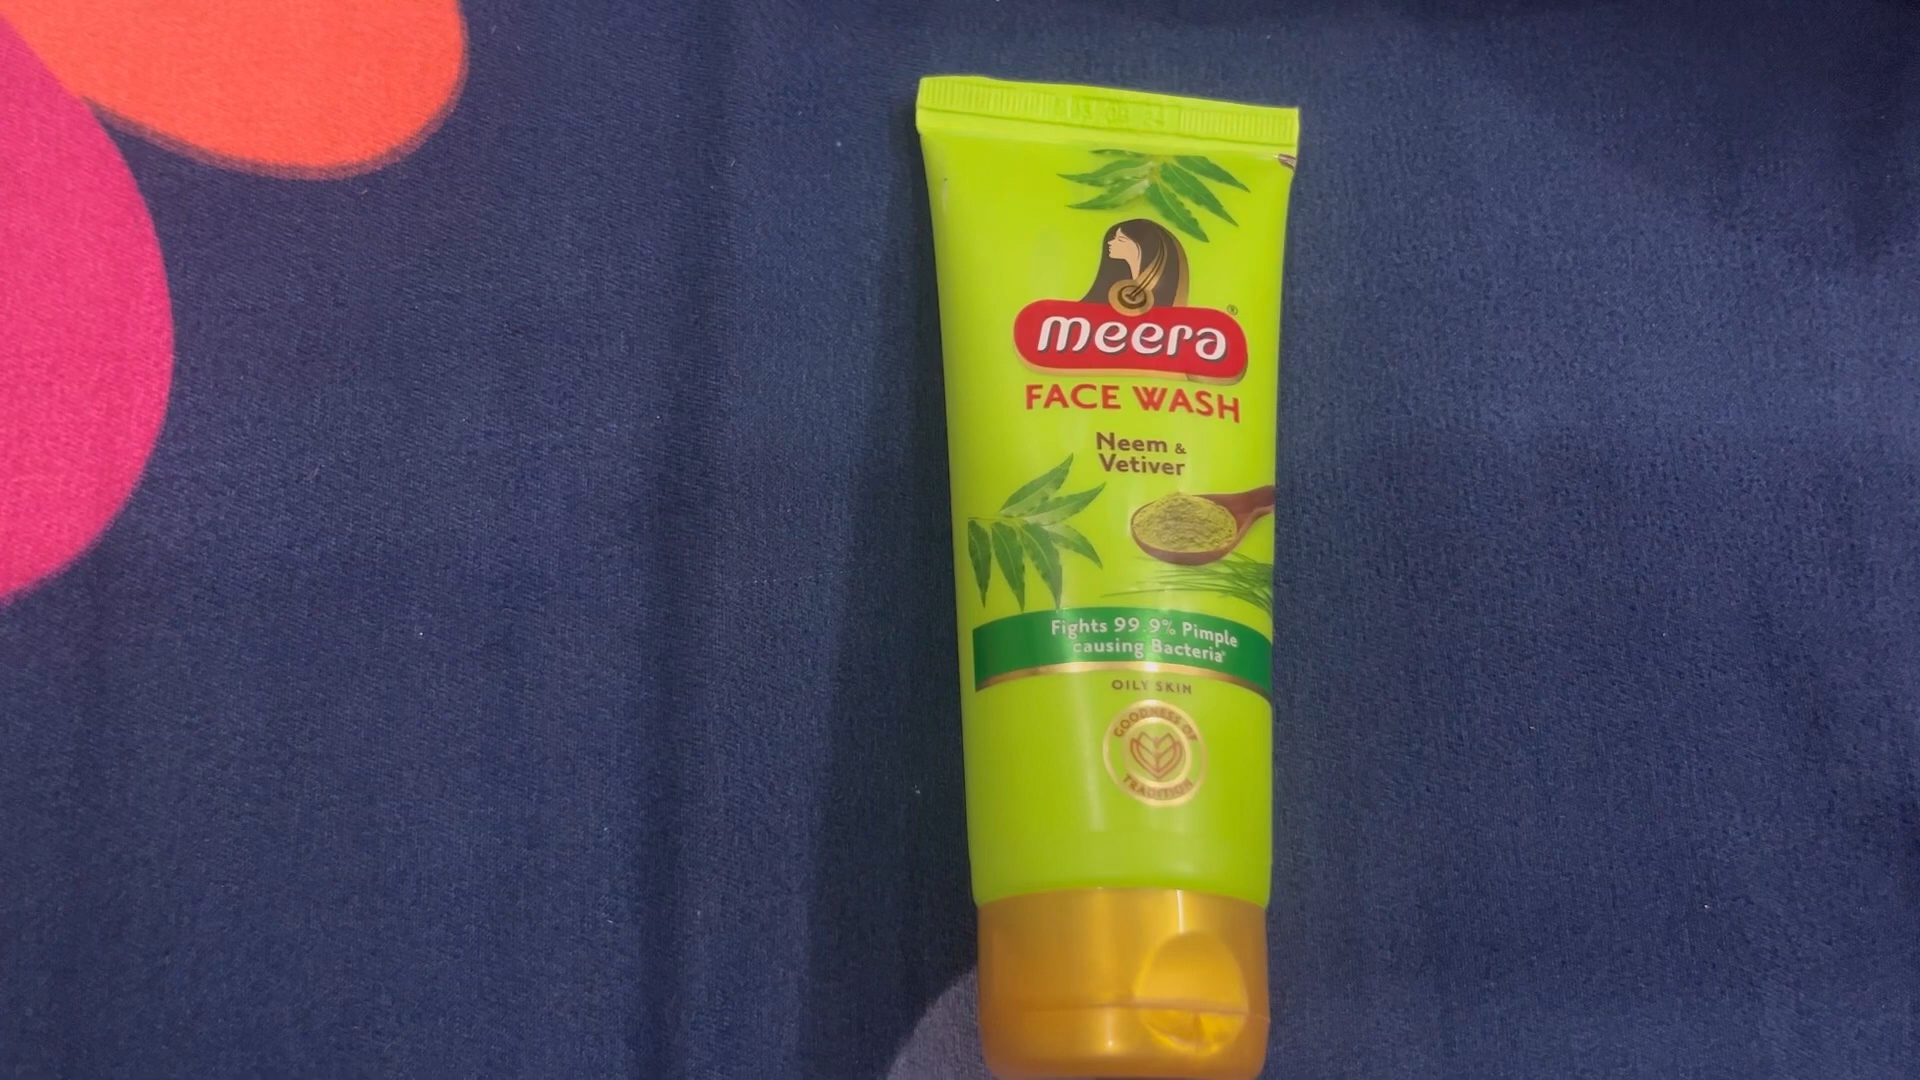 meera®
FACE WASH
Neem &
Vetiver
Fights 99.9% Pimple
causing Bacteria*
OILY SKIN
GOODNESS OF
TRADITION